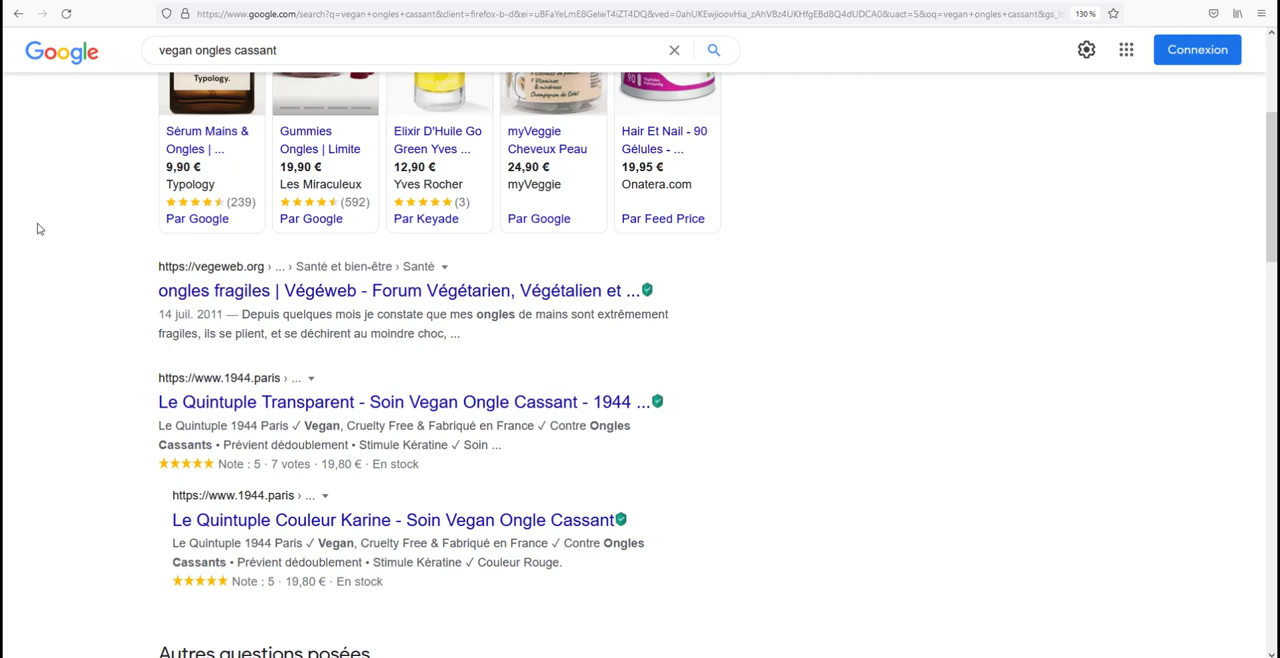 https://www.google.com/search?q=vegan+ongles+cassant&client=firefox-b-d&ei=uBFaYeLmE8GelwT4iZT4DQ&ved=0ahUKEwjioovHia_zAhVBz4UKHfgEBd8Q4dUDCA0&uact=5&oq=vegan+ongles+cassant&gs_l
130 %
Google
vegan ongles cassant
Connexion
Typology.
Vitamines
& minéraux
Champignon du Soleil
90
Sérum Mains &
Ongles | ...
9,90 €
Typology
(239)
Par Google
Gummies
Ongles | Limite
19,90 €
Les Miraculeux
(592)
Par Google
Elixir D'Huile Go
Green Yves ...
12,90 €
Yves Rocher
(3)
Par Keyade
myVeggie
Cheveux Peau
24,90 €
myVeggie
Par Google
Hair Et Nail - 90
Gélules - ...
19,95 €
Onatera.com
Par Feed Price
https://vegeweb.org › ... › Santé et bien-être › Santé
ongles fragiles | Végéweb - Forum Végétarien, Végétalien et ...
14 juil. 2011 — Depuis quelques mois je constate que mes ongles de mains sont extrêmement
fragiles, ils se plient, et se déchirent au moindre choc, ...
https://www.1944.paris › ...
Le Quintuple Transparent - Soin Vegan Ongle Cassant - 1944 ...
Le Quintuple 1944 Paris ✓ Vegan, Cruelty Free & Fabriqué en France ✓ Contre Ongles
Cassants • Prévient dédoublement • Stimule Kératine ✓ Soin ...
Note : 5 · 7 votes · 19,80 € · En stock
https://www.1944.paris › ...
Le Quintuple Couleur Karine - Soin Vegan Ongle Cassant
Le Quintuple 1944 Paris ✓ Vegan, Cruelty Free & Fabriqué en France ✓ Contre Ongles
Cassants • Prévient dédoublement • Stimule Kératine ✓ Couleur Rouge.
Note : 5 · 19,80 € · En stock
Autres questions posées